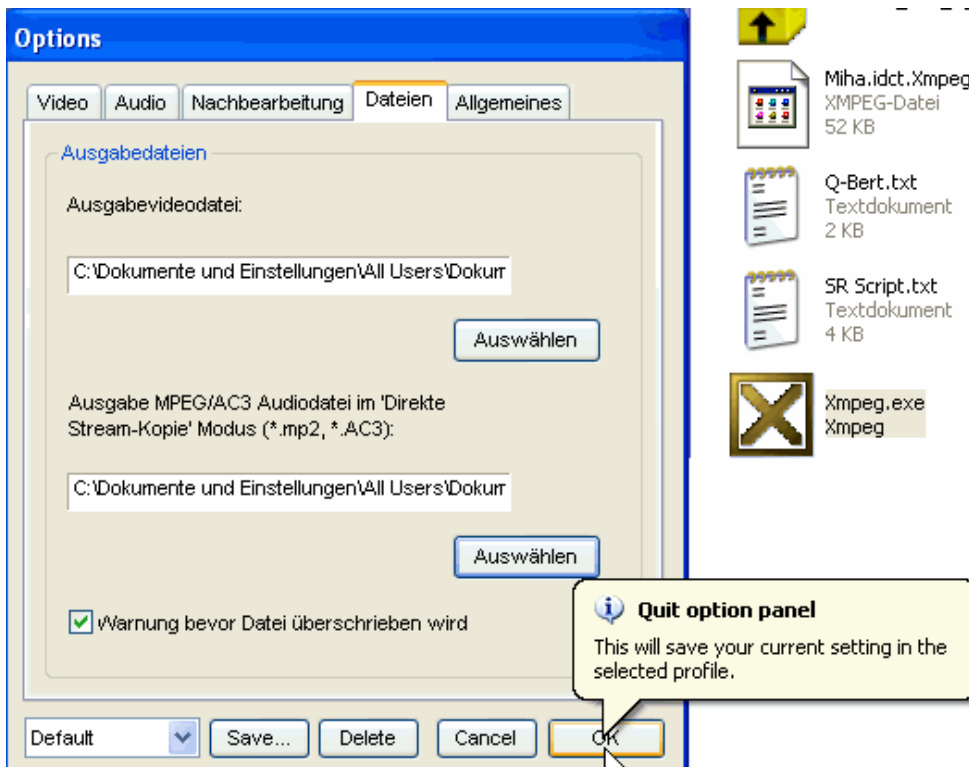 Options
Video
Audio
Nachbearbeitung
Dateien
Allgemeines
Ausgabedateien
Ausgabevideodatei:
C:\Dokumente und Einstellungen\All Users\Dokum
Auswählen
Ausgabe MPEG/AC3 Audiodatei im 'Direkte
Stream-Kopie' Modus (*.mp2, *.AC3):
C:\Dokumente und Einstellungen\All Users\Dokum
Auswählen
Warnung bevor Datei überschrieben wird
Default
Save...
Delete
Cancel
OK
Quit option panel
This will save your current setting in the
selected profile.
Miha.idct.Xmpeg
XMPEG-Datei
52 KB
Q-Bert.txt
Textdokument
2 KB
SR Script.txt
Textdokument
4 KB
Xmpeg.exe
Xmpeg